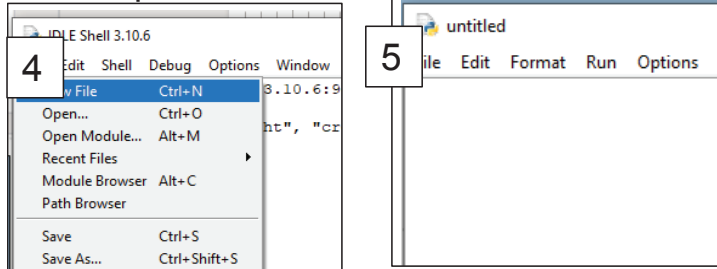 IDLE Shell 3.10.6
4
Edit Shell Debug Options Window
File Ctrl+N
3.10.6:9
Open... Ctrl+O
ht", "cr
Open Module... Alt+M
Recent Files
Module Browser Alt+C
Path Browser
Save Ctrl+S
Save As... Ctrl+Shift+S
untitled
5
ile Edit Format Run Options